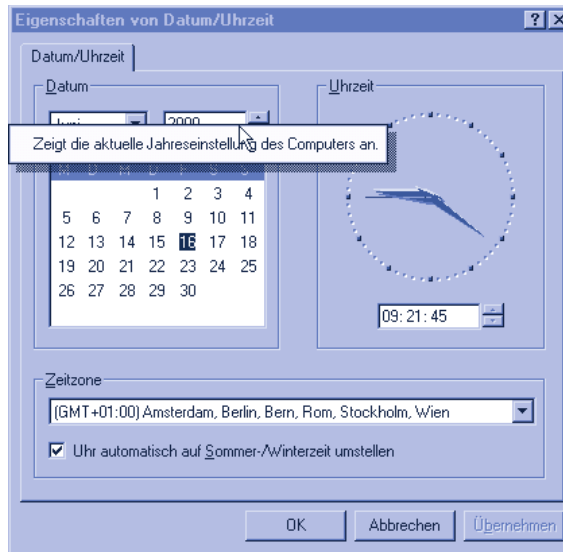 Eigenschaften von Datum/Uhrzeit
Datum/Uhrzeit
Datum
Uhrzeit
Juni 2000
Zeigt die aktuelle Jahreseinstellung des Computers an.
M D M D F S S
1 2 3 4
5 6 7 8 9 10 11
12 13 14 15 16 17 18
19 20 21 22 23 24 25
26 27 28 29 30
09:21:45
Zeitzone
(GMT+01:00) Amsterdam, Berlin, Bern, Rom, Stockholm, Wien
Uhr automatisch auf Sommer-/Winterzeit umstellen
OK Abbrechen Übernehmen